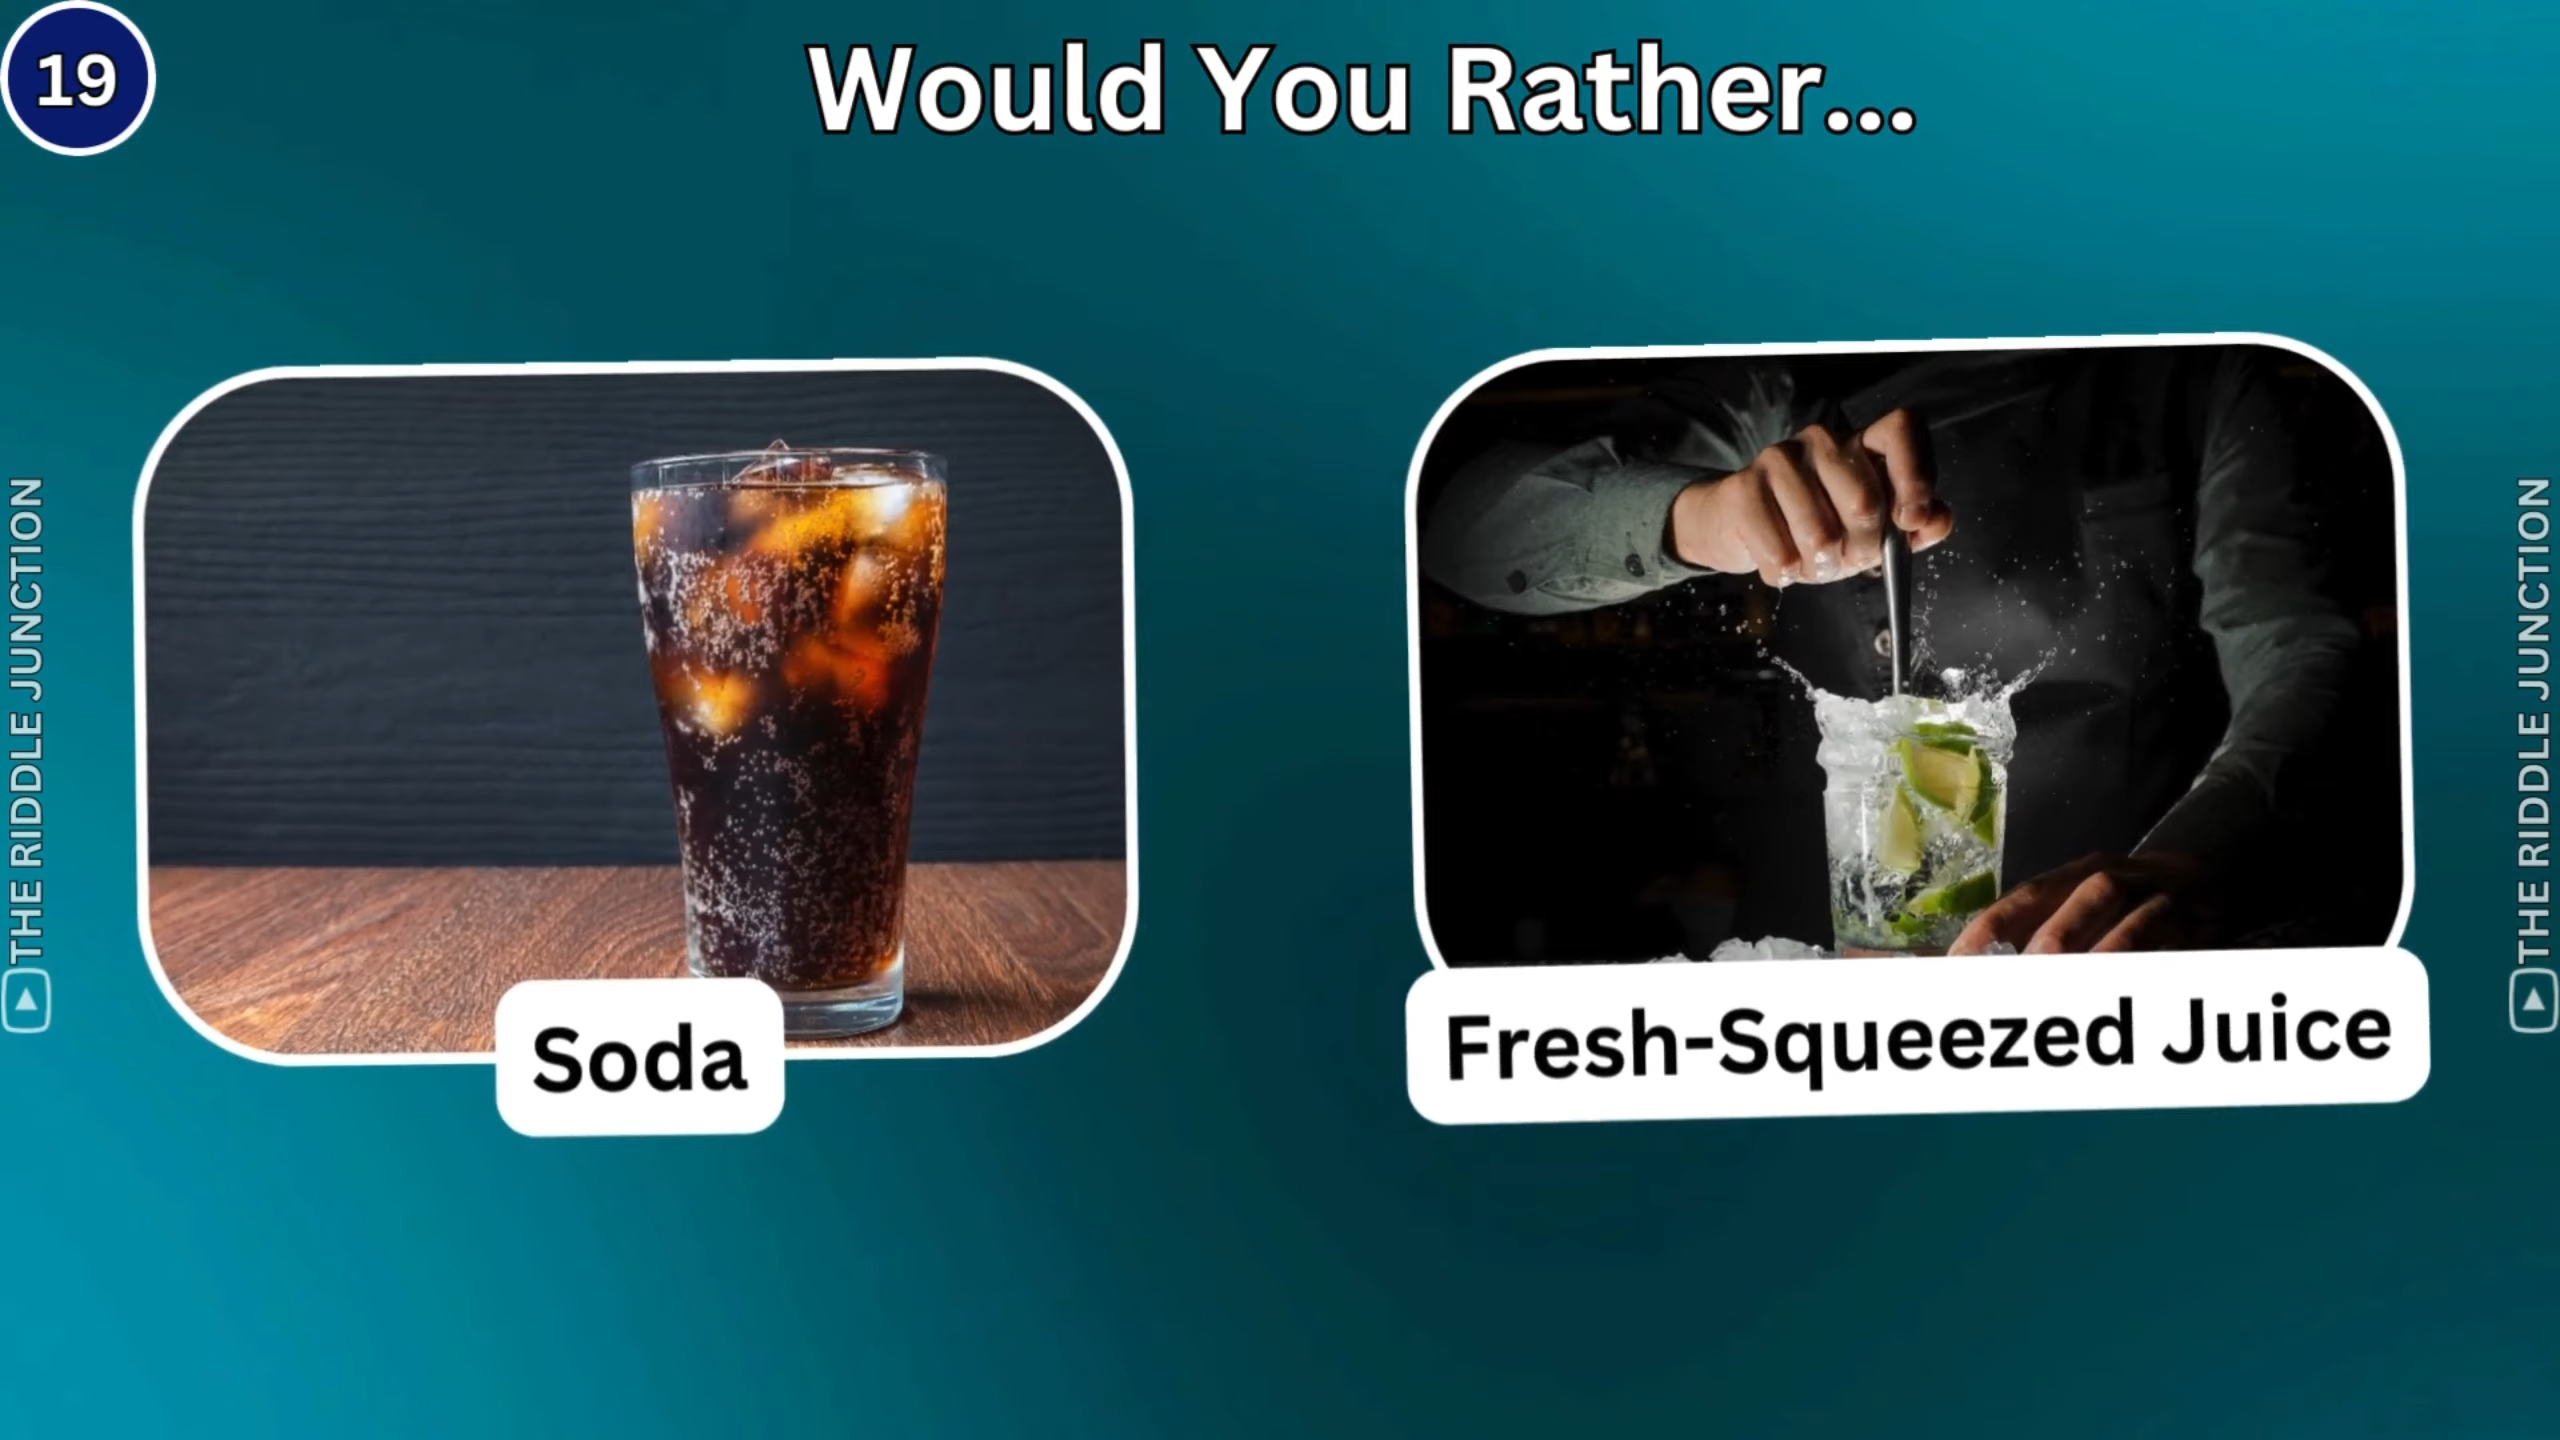 19
Would You Rather...
THE RIDDLE JUNCTION
Soda
Fresh-Squeezed Juice
THE RIDDLE JUNCTION